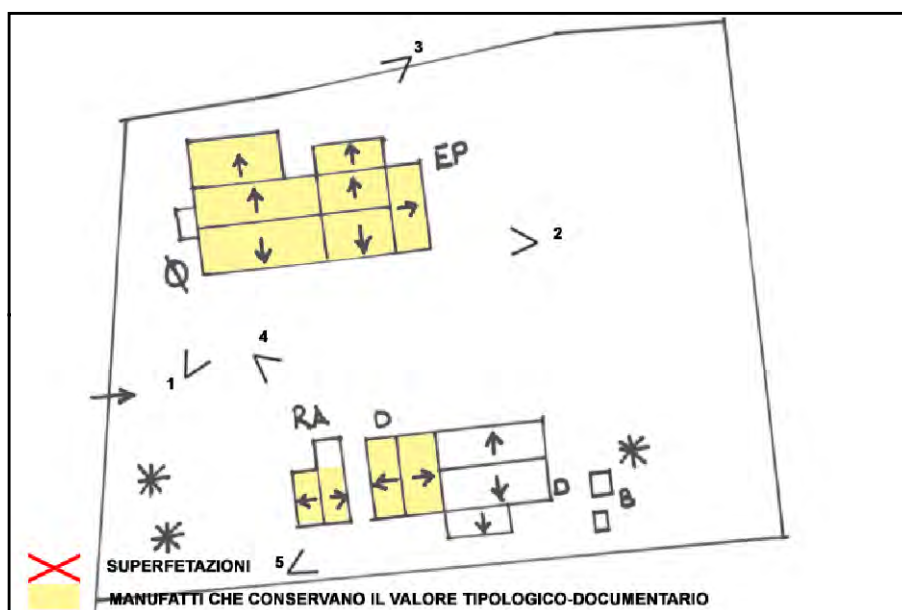 3
EP
2
Ø
4
1
RA D
D
B
SUPERFETAZIONI 5
MANUFATTI CHE CONSERVANO IL VALORE TIPOLOGICO-DOCUMENTARIO